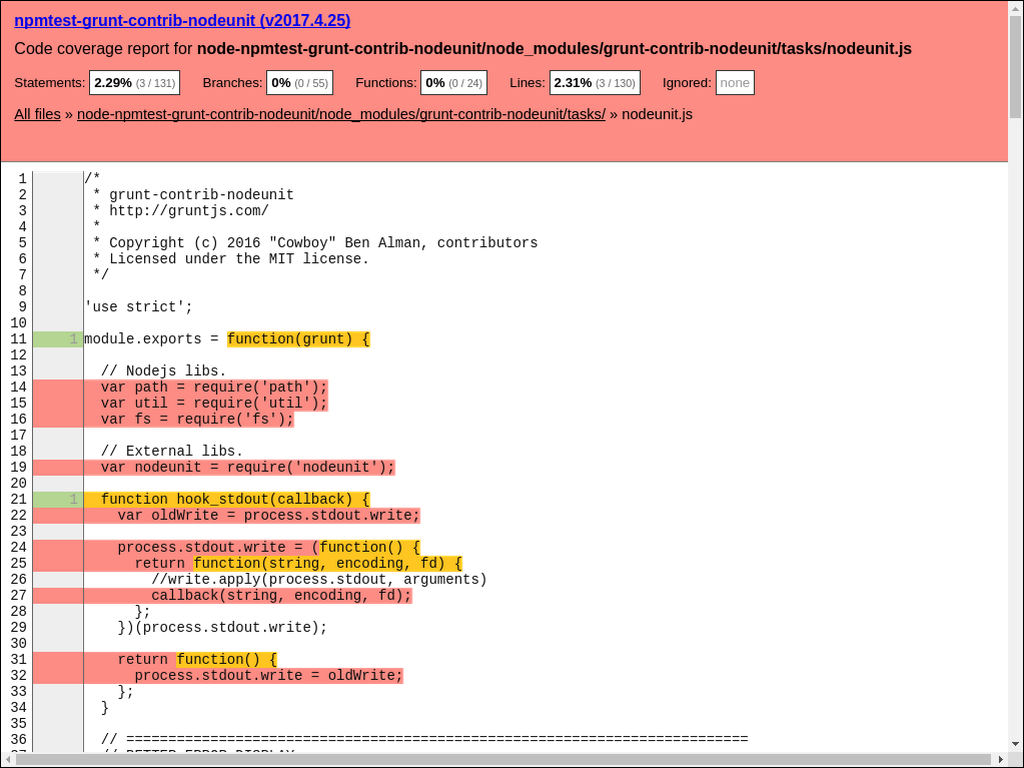 npmtest-grunt-contrib-nodeunit (v2017.4.25)
Code coverage report for node-npmtest-grunt-contrib-nodeunit/node_modules/grunt-contrib-nodeunit/tasks/nodeunit.js
Statements: 2.29% (3 / 131) Branches: 0% (0 / 55) Functions: 0% (0 / 24) Lines: 2.31% (3 / 130) Ignored: none
All files » node-npmtest-grunt-contrib-nodeunit/node_modules/grunt-contrib-nodeunit/tasks/ » nodeunit.js
1 /*
2  * grunt-contrib-nodeunit
3  * http://gruntjs.com/
4  *
5  * Copyright (c) 2016 "Cowboy" Ben Alman, contributors
6  * Licensed under the MIT license.
7  */
8
9 'use strict';
10
11 1 module.exports = function(grunt) {
12
13   // Nodejs libs.
14   var path = require('path');
15   var util = require('util');
16   var fs = require('fs');
17
18   // External libs.
19   var nodeunit = require('nodeunit');
20
21 1   function hook_stdout(callback) {
22     var oldWrite = process.stdout.write;
23
24     process.stdout.write = (function() {
25       return function(string, encoding, fd) {
26         //write.apply(process.stdout, arguments)
27         callback(string, encoding, fd);
28       };
29     })(process.stdout.write);
30
31     return function() {
32       process.stdout.write = oldWrite;
33     };
34   }
35
36   // ==========================================================================
37   // BETTER ERROR DISPLAY